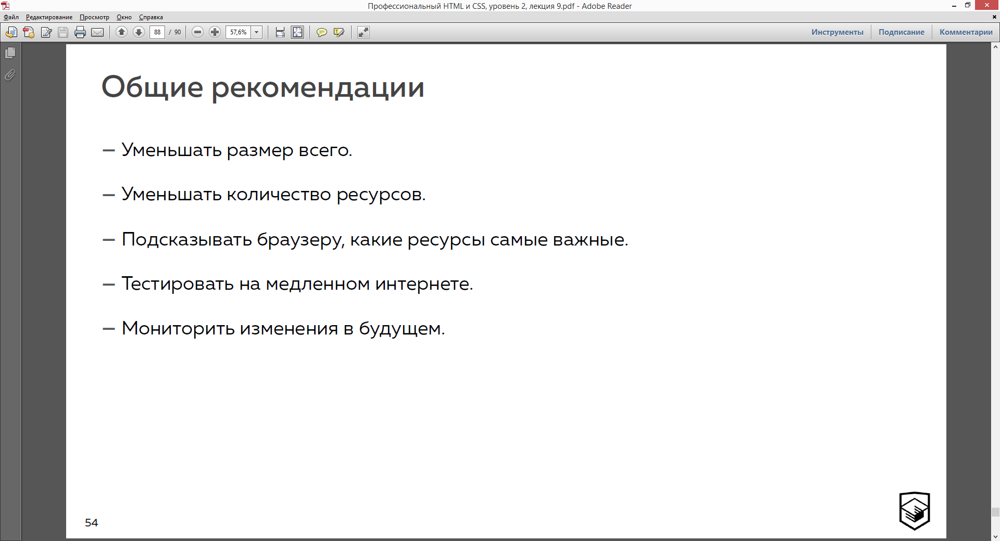 Профессиональный HTML и CSS, уровень 2, лекция 9.pdf - Adobe Reader
Файл Редактирование Просмотр Окно Справка
88 / 90 57,6% Инструменты Подписание Комментарии
Общие рекомендации
— Уменьшать размер всего.
— Уменьшать количество ресурсов.
— Подсказывать браузеру, какие ресурсы самые важные.
— Тестировать на медленном интернете.
— Мониторить изменения в будущем.
54